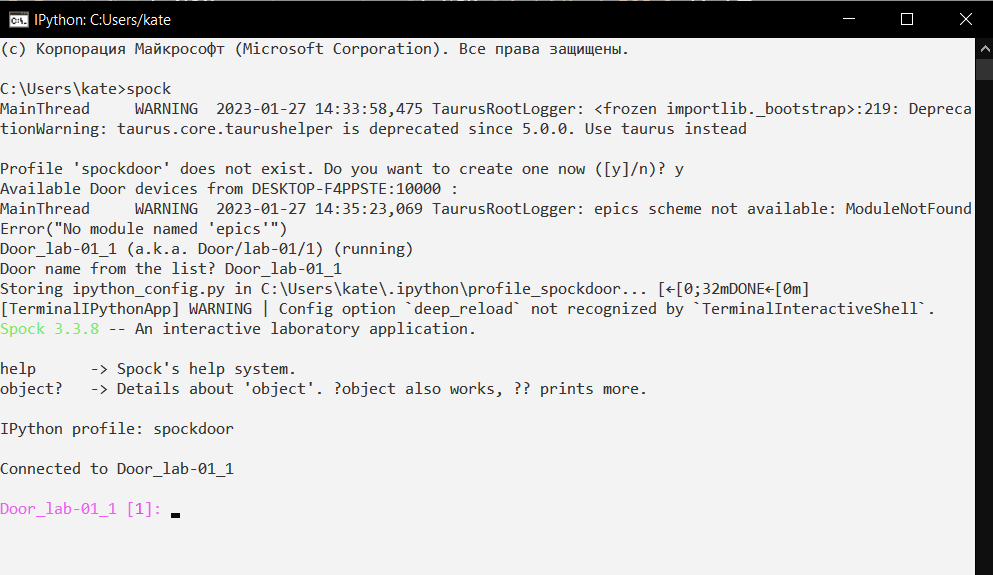 IPython: C:Users/kate
(c) Корпорация Майкрософт (Microsoft Corporation). Все права защищены.
C:\Users\kate>spock
MainThread     WARNING  2023-01-27 14:33:58,475 TaurusRootLogger: <frozen importlib._bootstrap>:219: Depreca
tionWarning: taurus.core.taurushelper is deprecated since 5.0.0. Use taurus instead
Profile 'spockdoor' does not exist. Do you want to create one now ([y]/n)? y
Available Door devices from DESKTOP-F4PPSTE:10000 :
MainThread     WARNING  2023-01-27 14:35:23,069 TaurusRootLogger: epics scheme not available: ModuleNotFound
Error("No module named 'epics'")
Door_lab-01_1 (a.k.a. Door/lab-01/1) (running)
Door name from the list? Door_lab-01_1
Storing ipython_config.py in C:\Users\kate\.ipython\profile_spockdoor... [←[0;32mDONE←[0m]
[TerminalIPythonApp] WARNING | Config option `deep_reload` not recognized by `TerminalInteractiveShell`.
Spock 3.3.8 -- An interactive laboratory application.
help      -> Spock's help system.
object?   -> Details about 'object'. ?object also works, ?? prints more.
IPython profile: spockdoor
Connected to Door_lab-01_1
Door_lab-01_1 [1]: